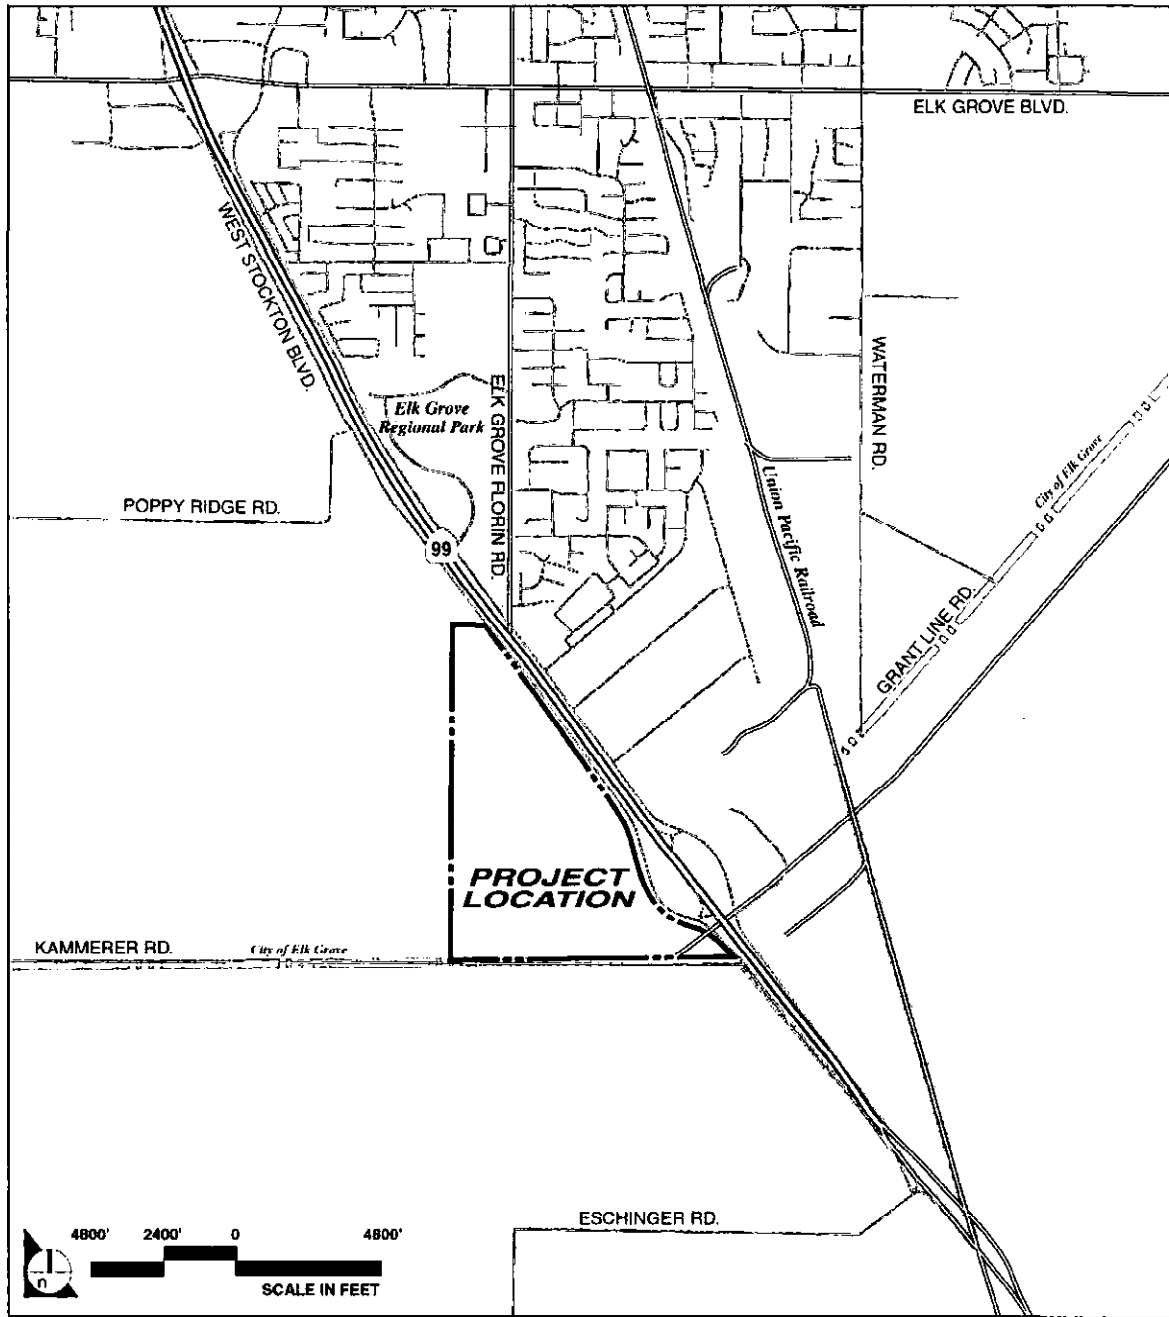 ELK GROVE BLVD.
WEST STOCKTON BLVD.
WATERMAN RD.
Elk Grove
Regional Park
ELK GROVE FLORIN RD.
City of Elk Grove
POPPY RIDGE RD.
Union Pacific Railroad
99
GRANT LINE RD.
PROJECT
LOCATION
KAMMERER RD.
City of Elk Grove
ESCHINGER RD.
4800' 2400' 0 4800'
n
SCALE IN FEET